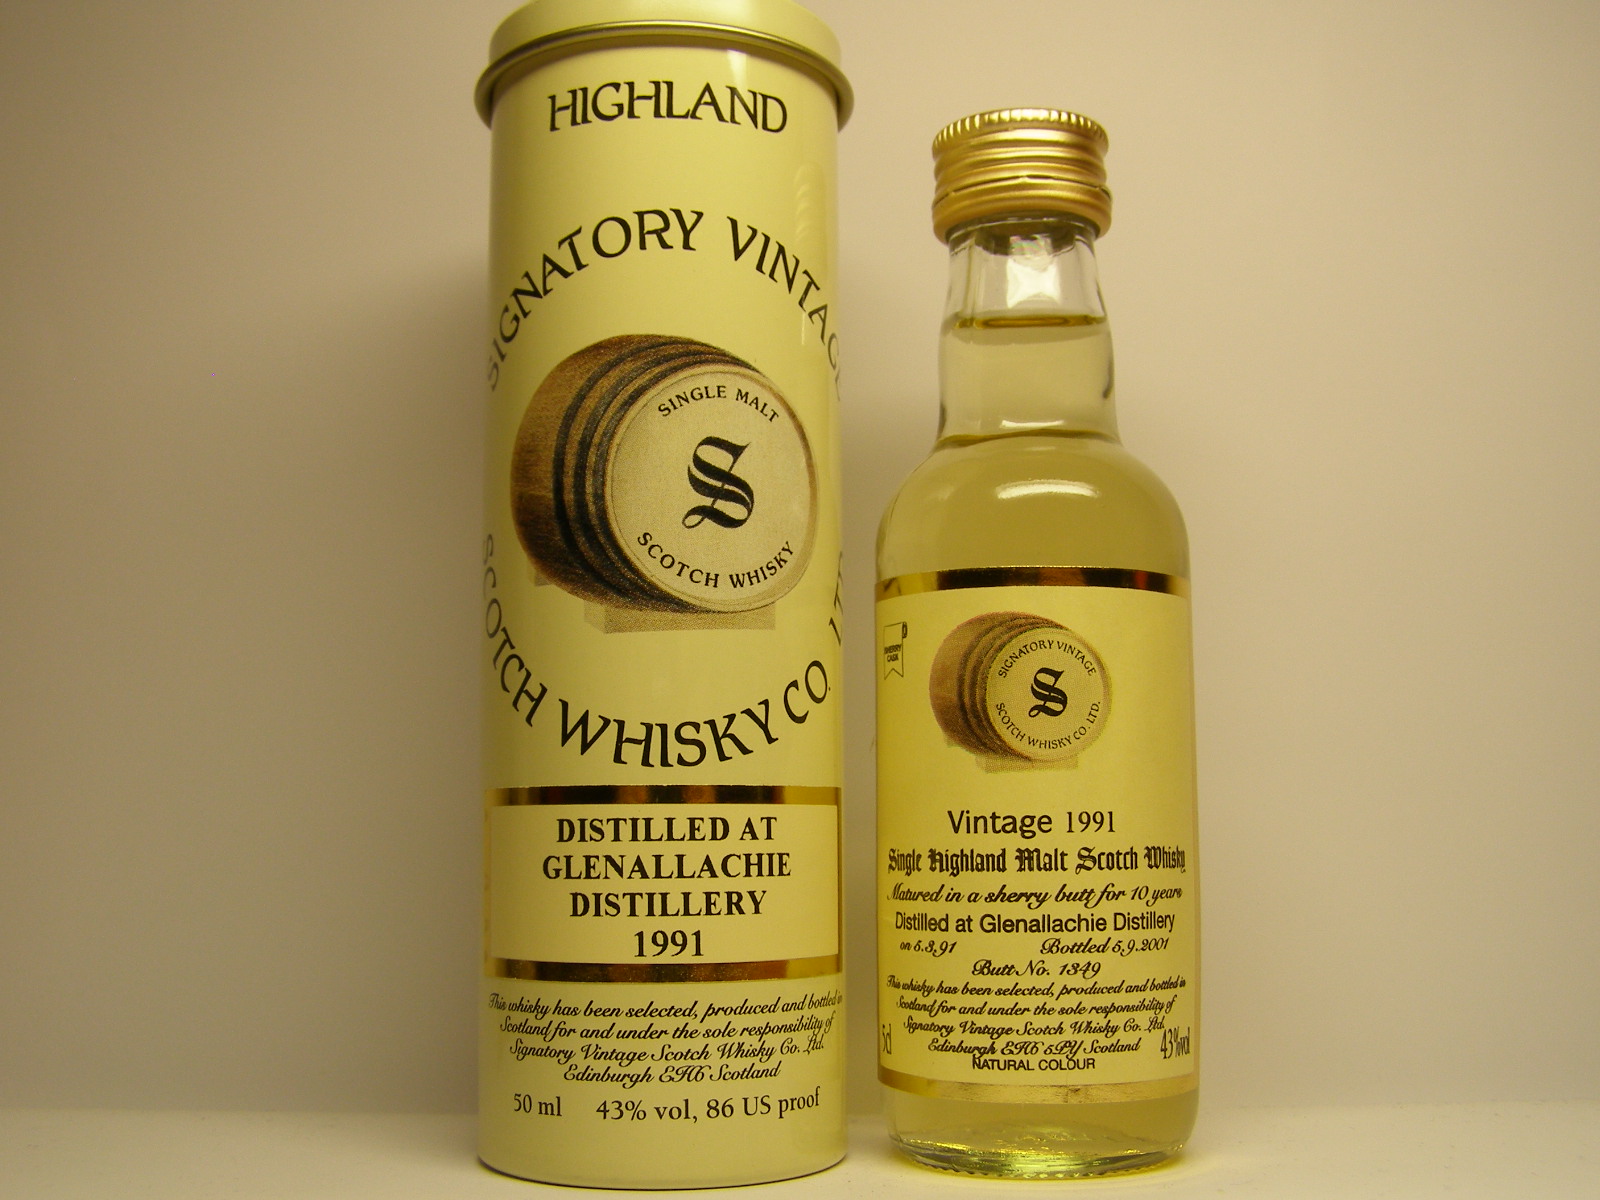 HIGHLAND
SIGNATORY VINTAGE
SINGLE MALT
S
SCOTCH WHISKY
SCOTCH WHISKY CO. LTD.
DISTILLED AT
GLENALLACHIE
DISTILLERY
1991
This whisky has been selected, produced and bottled in
Scotland for and under the sole responsibility of
Signatory Vintage Scotch Whisky Co. Ltd.
Edinburgh EH6 Scotland
50 ml 43% vol, 86 US proof
SHERRY
CASK
SIGNATORY VINTAGE
S
SCOTCH WHISKY CO. LTD.
Vintage 1991
Single Highland Malt Scotch Whisky
Matured in a sherry butt for 10 years
Distilled at Glenallachie Distillery
on 5.3.91 Bottled 5.9.2001
Butt No. 1349
This whisky has been selected, produced and bottled in
Scotland for and under the sole responsibility of
Signatory Vintage Scotch Whisky Co. Ltd.
5cl Edinburgh EH6 5PY Scotland 43%vol
NATURAL COLOUR